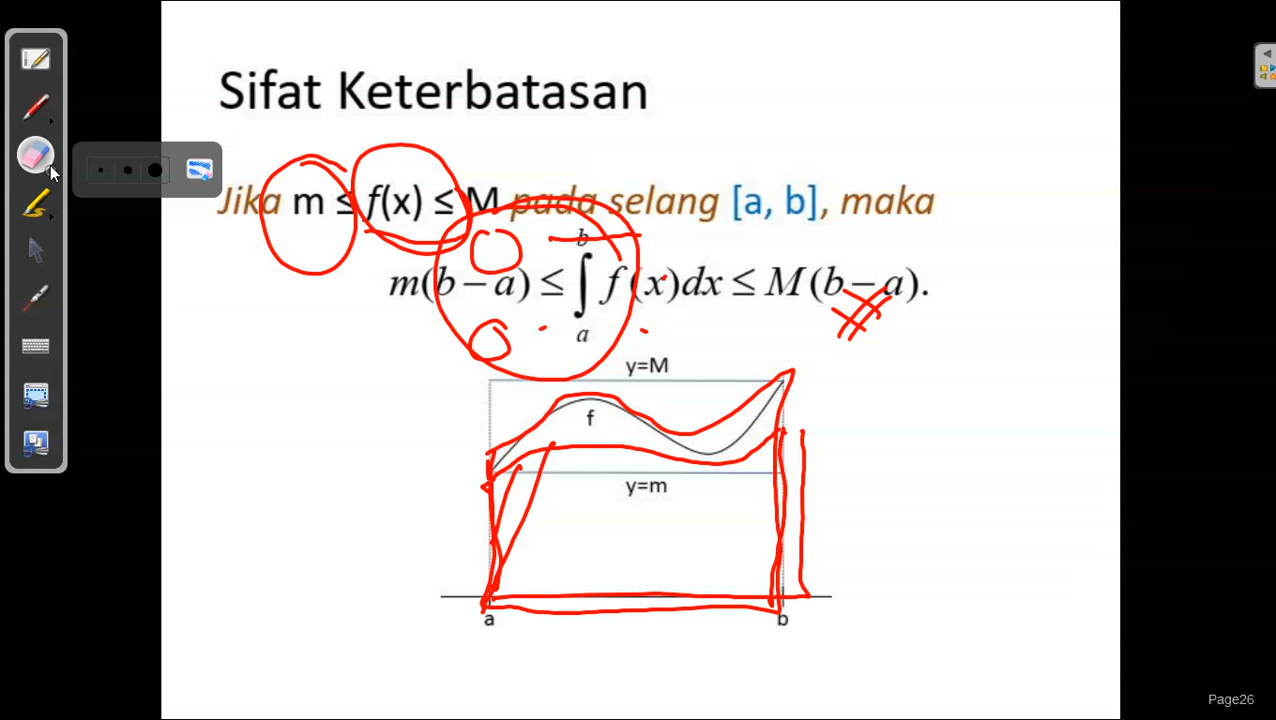 Sifat Keterbatasan
Jika m ≤ f(x) ≤ M pada selang [a, b], maka
m(b − a) ≤ ∫ₐᵇ f(x)dx ≤ M(b − a).
y=M
f
y=m
a b
Page26